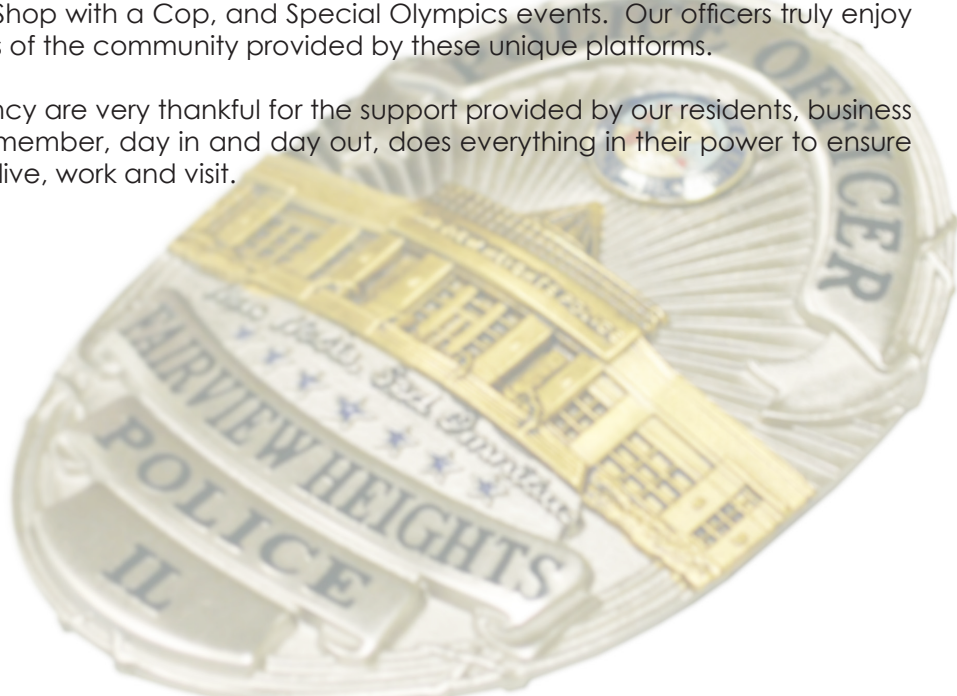 Shop with a Cop, and Special Olympics events.  Our officers truly enjoy
s of the community provided by these unique platforms.
ncy are very thankful for the support provided by our residents, business
member, day in and day out, does everything in their power to ensure
live, work and visit.
OFFICER
FAIRVIEW HEIGHTS
POLICE
IL